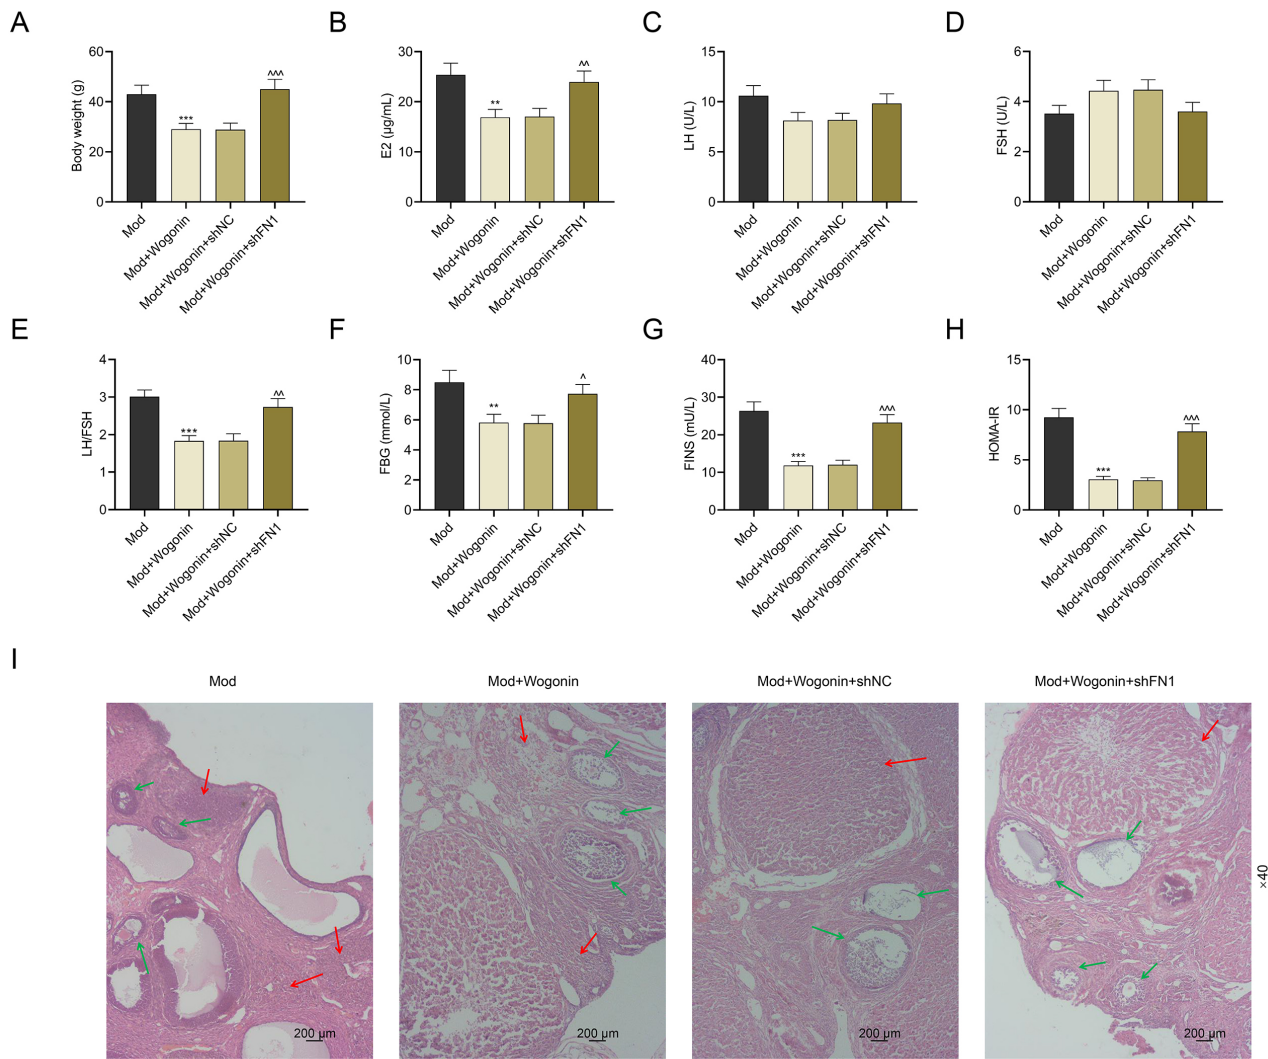 A
B
C
D
Body weight (g)
60
40
20
0
***
^^^
Mod
Mod+Wogonin
Mod+Wogonin+shNC
Mod+Wogonin+shFN1
E2 (µg/mL)
30
20
10
0
**
^^
Mod
Mod+Wogonin
Mod+Wogonin+shNC
Mod+Wogonin+shFN1
LH (U/L)
15
10
5
0
Mod
Mod+Wogonin
Mod+Wogonin+shNC
Mod+Wogonin+shFN1
FSH (U/L)
6
4
2
0
Mod
Mod+Wogonin
Mod+Wogonin+shNC
Mod+Wogonin+shFN1
E
F
G
H
LH/FSH
4
3
2
1
0
***
^^
Mod
Mod+Wogonin
Mod+Wogonin+shNC
Mod+Wogonin+shFN1
FBG (mmol/L)
10
8
6
4
2
0
**
^
Mod
Mod+Wogonin
Mod+Wogonin+shNC
Mod+Wogonin+shFN1
FINS (mU/L)
40
30
20
10
0
***
^^^
Mod
Mod+Wogonin
Mod+Wogonin+shNC
Mod+Wogonin+shFN1
HOMA-IR
15
10
5
0
***
^^^
Mod
Mod+Wogonin
Mod+Wogonin+shNC
Mod+Wogonin+shFN1
I
Mod
Mod+Wogonin
Mod+Wogonin+shNC
Mod+Wogonin+shFN1
200 µm
200 µm
200 µm
200 µm
×40